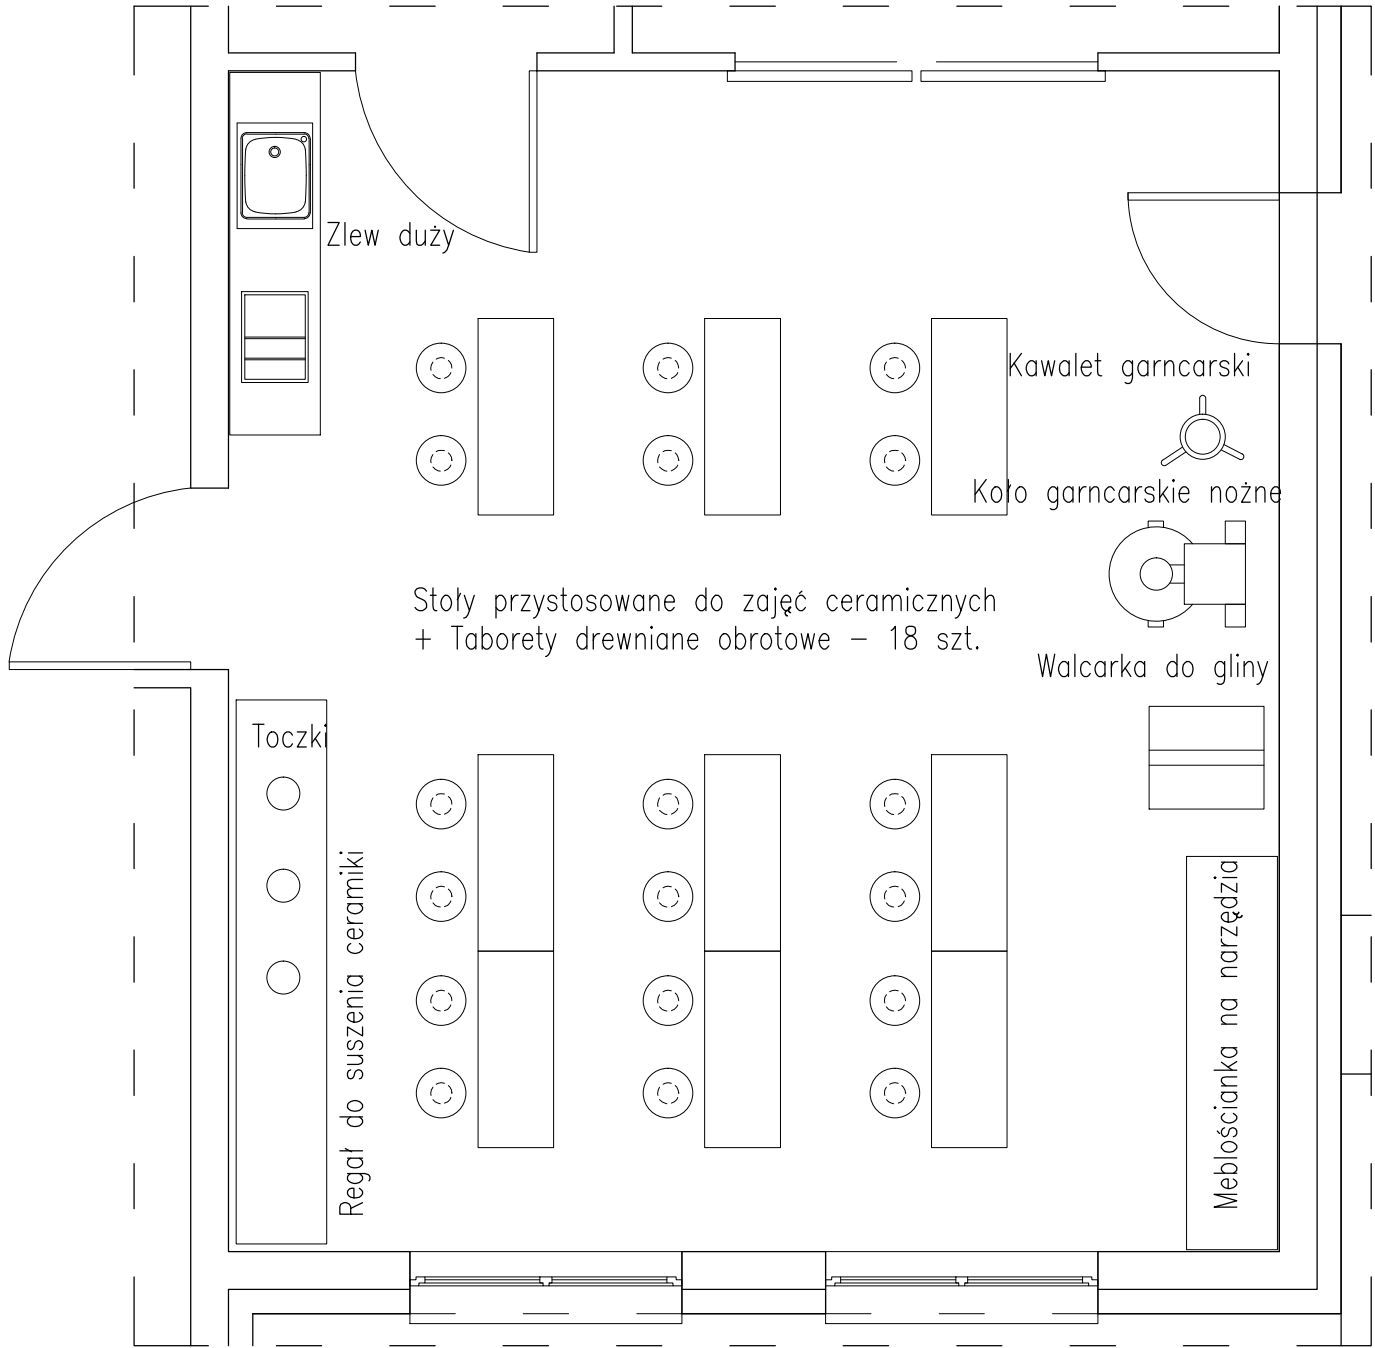 Zlew duży
Kawalet garncarski
Koło garncarskie nożne
Stoły przystosowane do zajęć ceramicznych
+ Taborety drewniane obrotowe – 18 szt.
Walcarka do gliny
Toczki
Regał do suszenia ceramiki
Meblościanka na narzędzia